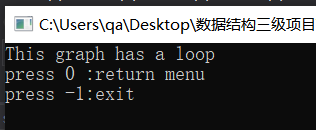 C:\Users\qa\Desktop\数据结构三级项目
This graph has a loop
press 0 :return menu
press -1:exit